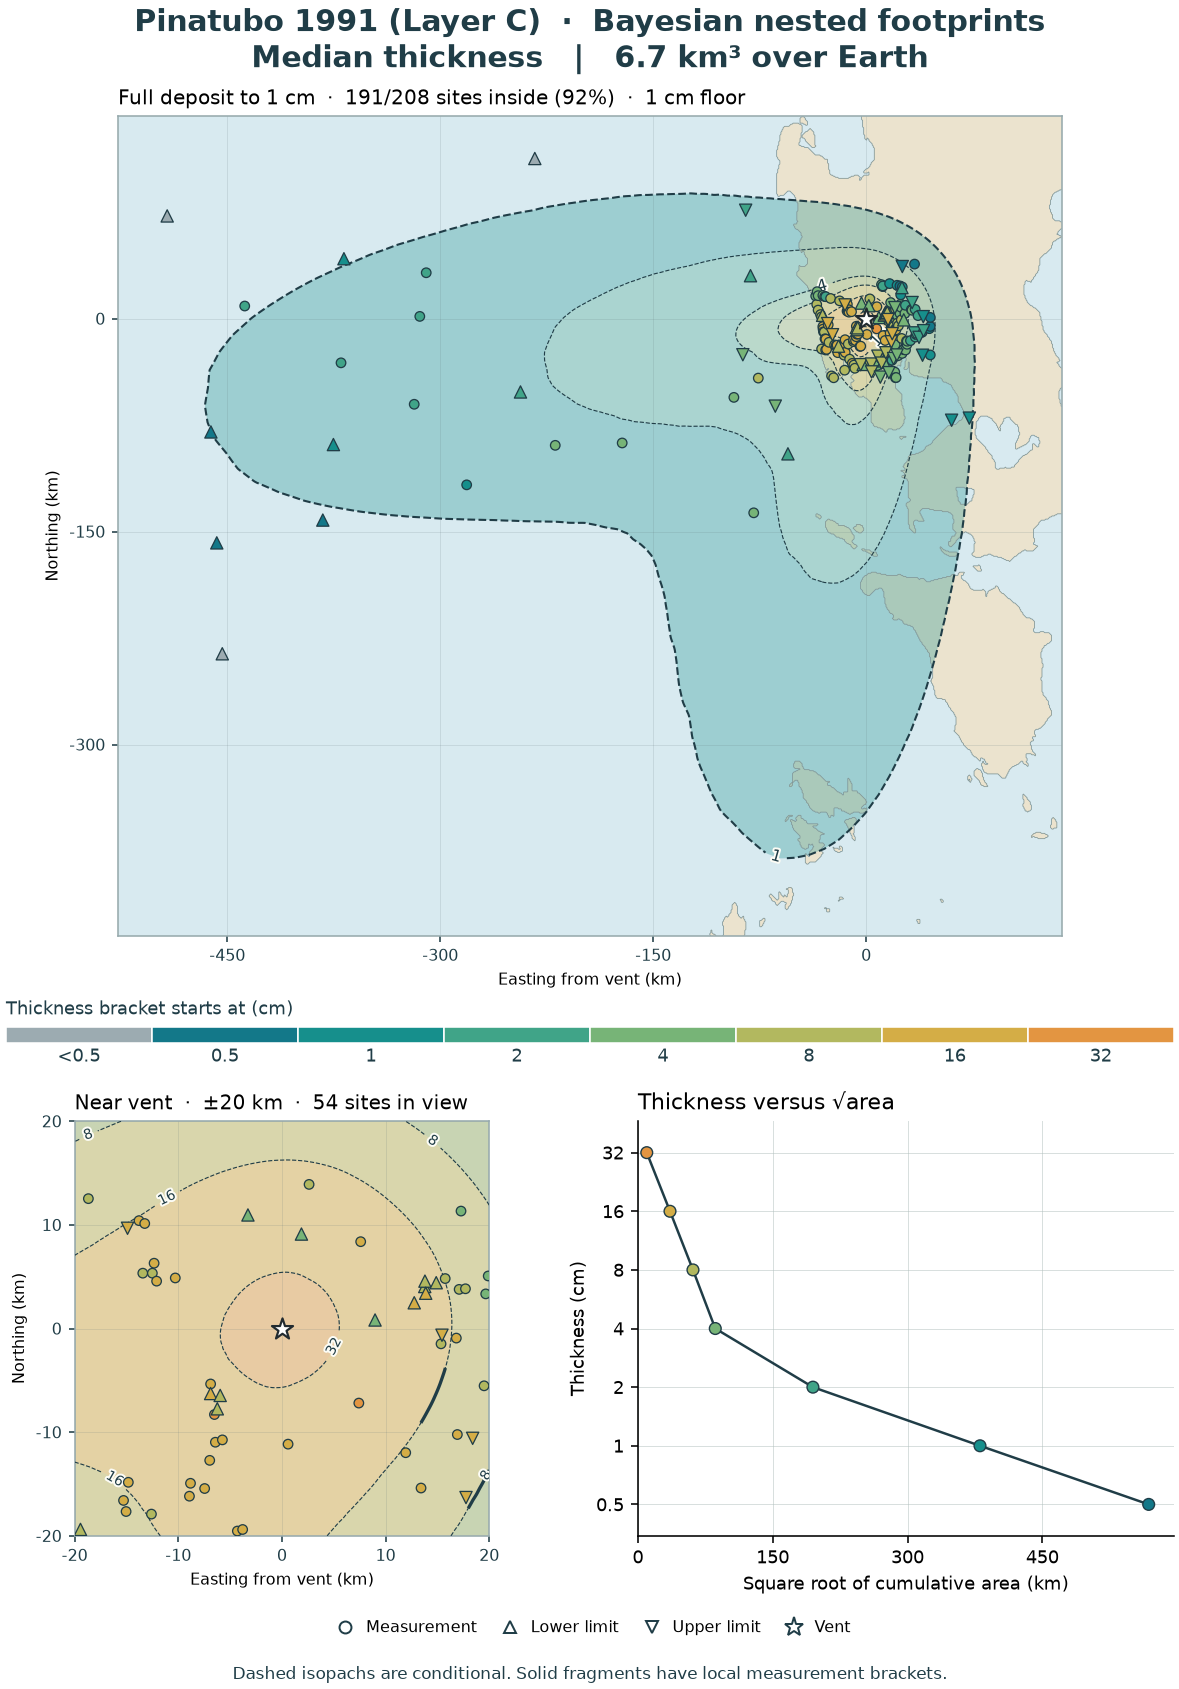 Pinatubo 1991 (Layer C)  ·  Bayesian nested footprints
Median thickness   |   6.7 km³ over Earth
Full deposit to 1 cm  ·  191/208 sites inside (92%)  ·  1 cm floor
Northing (km)
0
-150
-300
4
1
-450
-300
-150
0
Easting from vent (km)
Thickness bracket starts at (cm)
<0.5
0.5
1
2
4
8
16
32
Near vent  ·  ±20 km  ·  54 sites in view
Northing (km)
20
10
0
-10
-20
8
8
16
32
16
8
-20
-10
0
10
20
Easting from vent (km)
Thickness versus √area
Thickness (cm)
32
16
8
4
2
1
0.5
0
150
300
450
Square root of cumulative area (km)
Measurement
Lower limit
Upper limit
Vent
Dashed isopachs are conditional. Solid fragments have local measurement brackets.